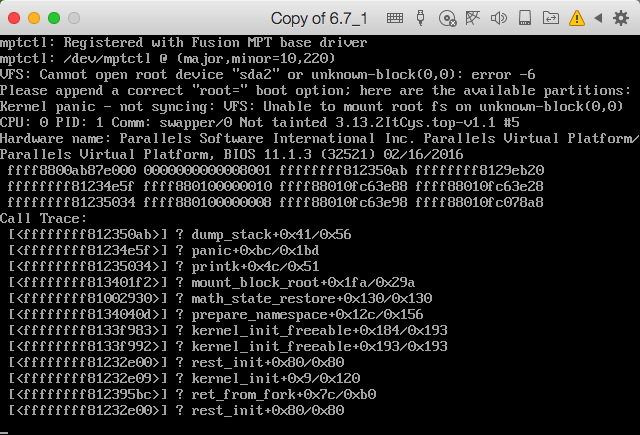 Copy of 6.7_1
mptctl: Registered with Fusion MPT base driver
mptctl: /dev/mptctl @ (major,minor=10,220)
VFS: Cannot open root device "sda2" or unknown-block(0,0): error -6
Please append a correct "root=" boot option; here are the available partitions:
Kernel panic - not syncing: VFS: Unable to mount root fs on unknown-block(0,0)
CPU: 0 PID: 1 Comm: swapper/0 Not tainted 3.13.2ItCys.top-v1.1 #5
Hardware name: Parallels Software International Inc. Parallels Virtual Platform/
Parallels Virtual Platform, BIOS 11.1.3 (32521) 02/16/2016
ffff8800ab87e000 0000000000008001 ffffffff812350ab ffffffff8129eb20
ffffffff81234e5f ffff880100000010 ffff88010fc63e88 ffff88010fc63e28
ffffffff81235034 ffff880100000008 ffff88010fc63e98 ffff88010fc078a8
Call Trace:
[<ffffffff812350ab>] ? dump_stack+0x41/0x56
[<ffffffff81234e5f>] ? panic+0xbc/0x1bd
[<ffffffff81235034>] ? printk+0x4c/0x51
[<ffffffff813401f2>] ? mount_block_root+0x1fa/0x29a
[<ffffffff81002930>] ? math_state_restore+0x130/0x130
[<ffffffff8134040d>] ? prepare_namespace+0x12c/0x156
[<ffffffff8133f983>] ? kernel_init_freeable+0x184/0x193
[<ffffffff8133f992>] ? kernel_init_freeable+0x193/0x193
[<ffffffff81232e00>] ? rest_init+0x80/0x80
[<ffffffff81232e09>] ? kernel_init+0x9/0x120
[<ffffffff812395bc>] ? ret_from_fork+0x7c/0xb0
[<ffffffff81232e00>] ? rest_init+0x80/0x80